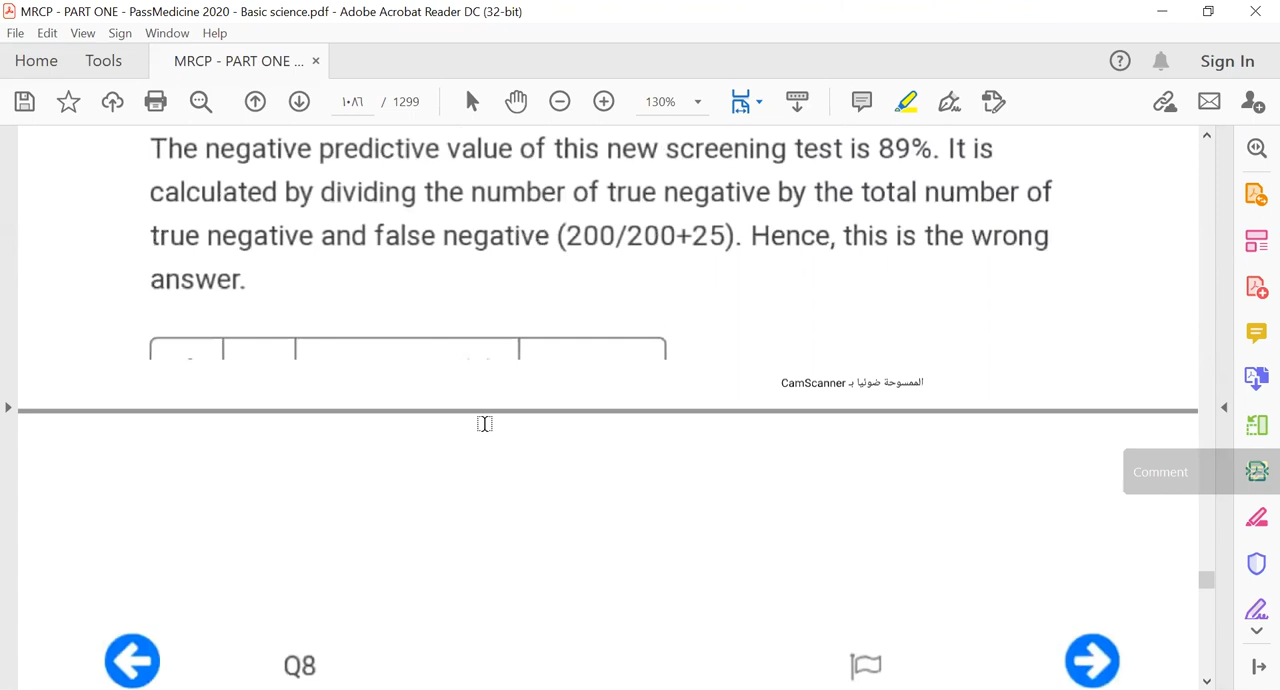 MRCP - PART ONE - PassMedicine 2020 - Basic science.pdf - Adobe Acrobat Reader DC (32-bit)
File Edit View Sign Window Help
Home Tools MRCP - PART ONE ... × Sign In
١٠٨٦ / 1299 130%
The negative predictive value of this new screening test is 89%. It is
calculated by dividing the number of true negative by the total number of
true negative and false negative (200/200+25). Hence, this is the wrong
answer.
الممسوحة ضوئيا بـ CamScanner
Comment
Q8